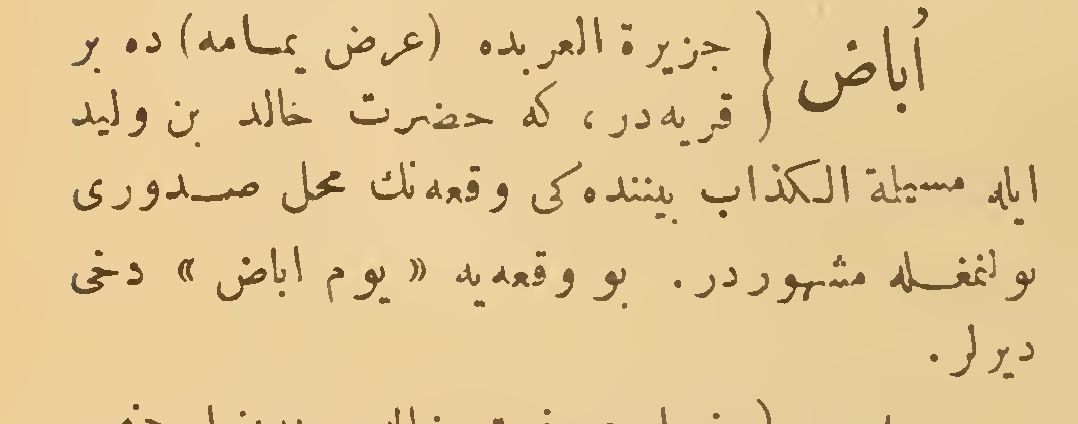 اُباض { جزيرة العربده (عرض يمامه) ده بر
قريه در، كه حضرت خالد بن وليد
ايله مسيلمة الكذاب بيننده كى وقعه نك محل صدورى
بولنمغله مشهوردر. بو وقعه يه « يوم اباض » دخى
ديرلر.